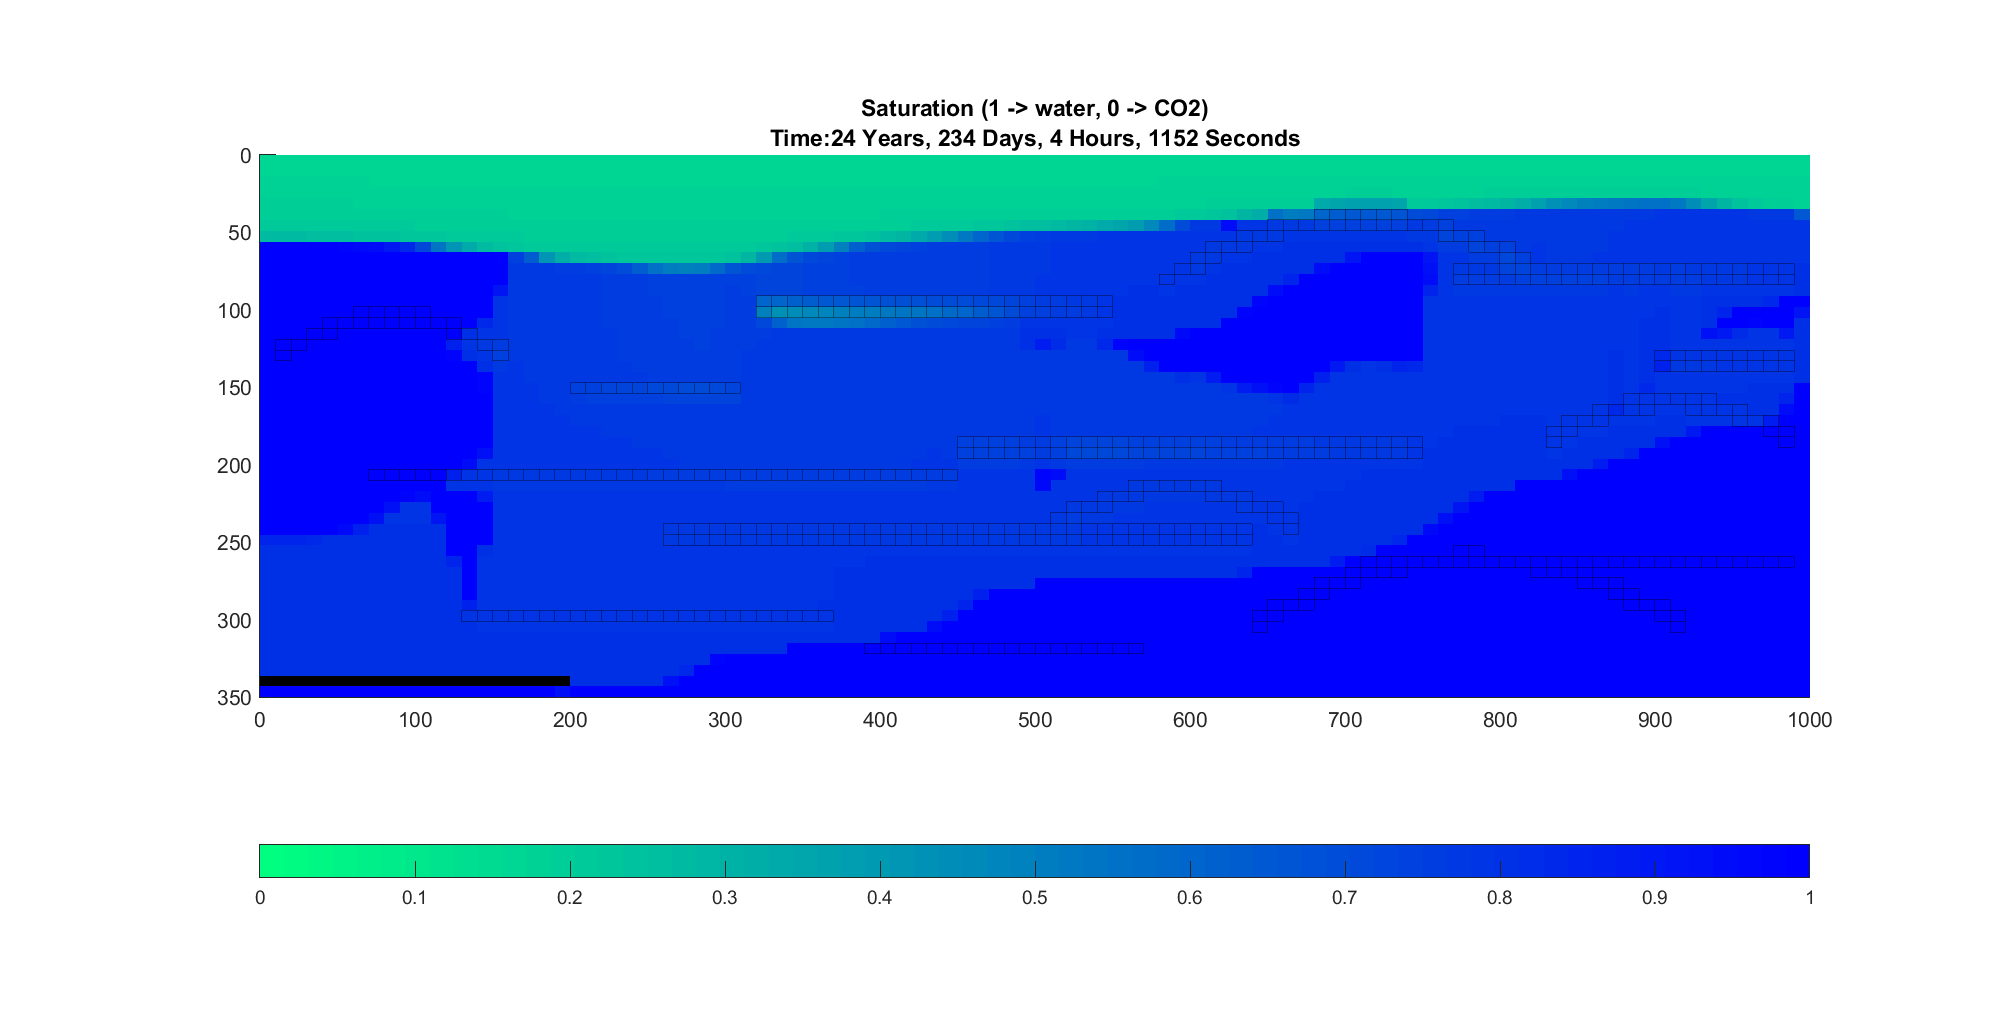 Saturation (1 -> water, 0 -> CO2)
Time:24 Years, 234 Days, 4 Hours, 1152 Seconds
0
50
100
150
200
250
300
350
0 100 200 300 400 500 600 700 800 900 1000
0 0.1 0.2 0.3 0.4 0.5 0.6 0.7 0.8 0.9 1